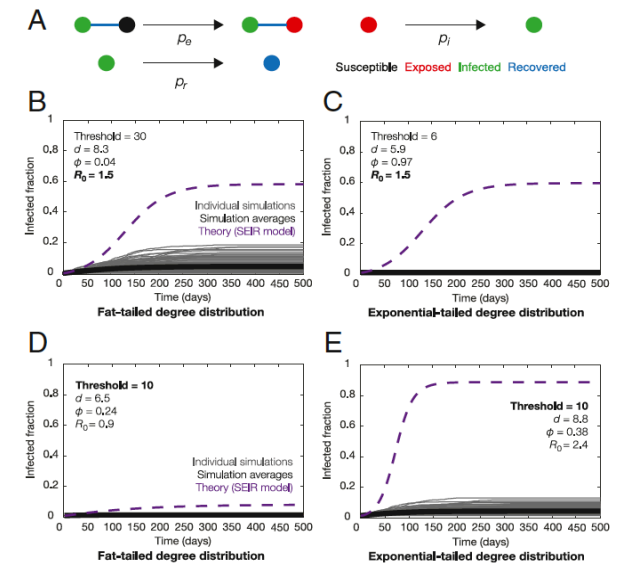 A
pe
pi
Susceptible Exposed Infected Recovered
pr
B
Threshold = 30
d = 8.3
ϕ = 0.04
R0 = 1.5
Individual simulations
Simulation averages
Theory (SEIR model)
Infected fraction
1
0.8
0.6
0.4
0.2
0
0 50 100 150 200 250 300 350 400 450 500
Time (days)
Fat-tailed degree distribution
C
Threshold = 6
d = 5.9
ϕ = 0.97
R0 = 1.5
Infected fraction
1
0.8
0.6
0.4
0.2
0
0 50 100 150 200 250 300 350 400 450 500
Time (days)
Exponential-tailed degree distribution
D
Threshold = 10
d = 6.5
ϕ = 0.24
R0 = 0.9
Individual simulations
Simulation averages
Theory (SEIR model)
Infected fraction
1
0.8
0.6
0.4
0.2
0
0 50 100 150 200 250 300 350 400 450 500
Time (days)
Fat-tailed degree distribution
E
Threshold = 10
d = 8.8
ϕ = 0.38
R0 = 2.4
Infected fraction
1
0.8
0.6
0.4
0.2
0
0 50 100 150 200 250 300 350 400 450 500
Time (days)
Exponential-tailed degree distribution